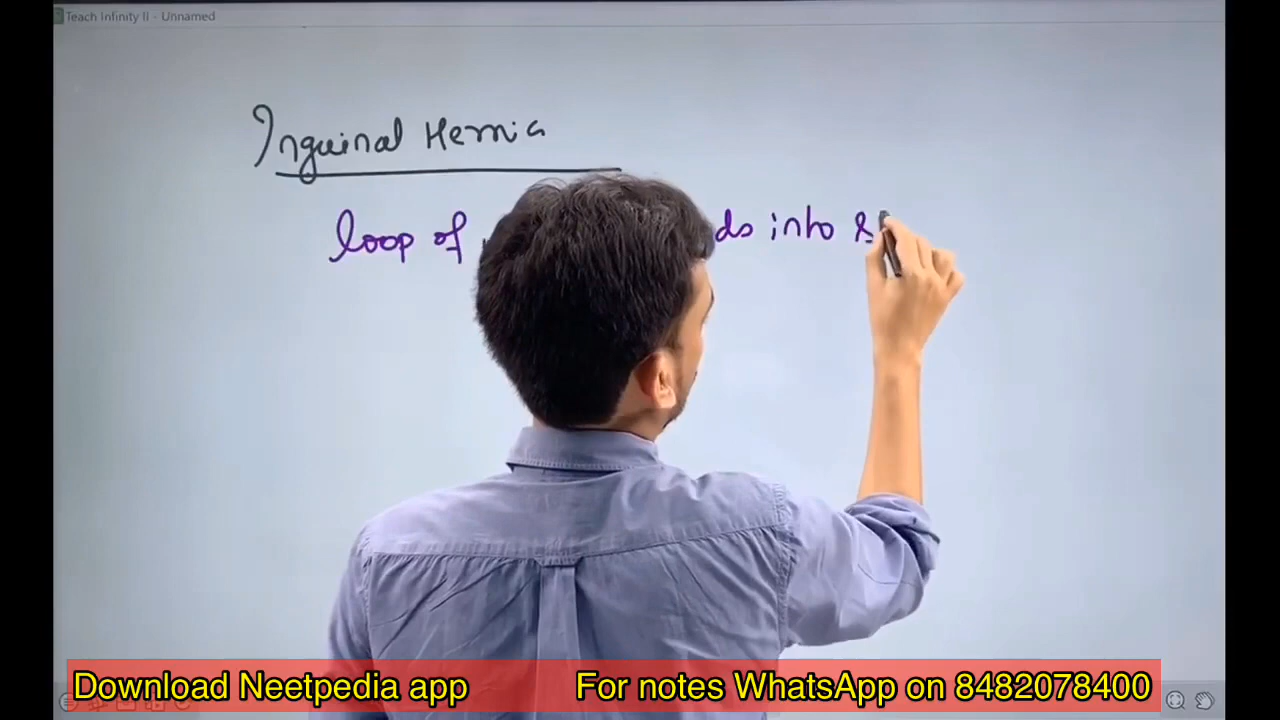 Teach Infinity II - Unnamed
Inguinal Hernia
loop of ds into s
Download Neetpedia app For notes WhatsApp on 8482078400